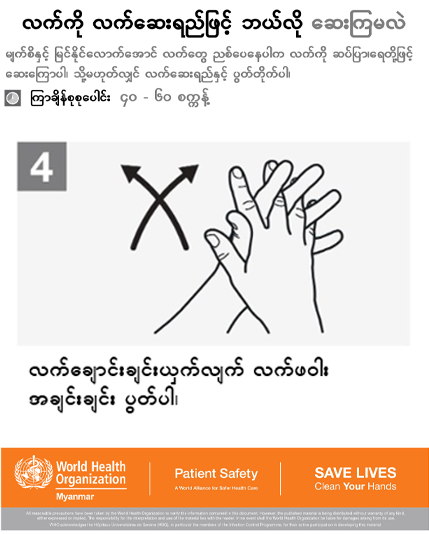 လက်ကို လက်ဆေးရည်ဖြင့် ဘယ်လို ဆေးကြမလဲ
မျက်စိနှင့် မြင်နိုင်လောက်အောင် လက်တွေ ညစ်ပေနေပါက လက်ကို ဆပ်ပြာ၊ရေတို့ဖြင့်
ဆေးကြောပါ၊ သို့မဟုတ်လျှင် လက်ဆေးရည်နှင့် ပွတ်တိုက်ပါ၊
ကြာချိန်စုစုပေါင်း ၄၀ - ၆၀ စက္ကန့်
4
လက်ချောင်းချင်းယှက်လျက် လက်ဖဝါး
အချင်းချင်း ပွတ်ပါ၊
World Health
Organization
Myanmar
Patient Safety
A World Alliance for Safer Health Care
SAVE LIVES
Clean Your Hands